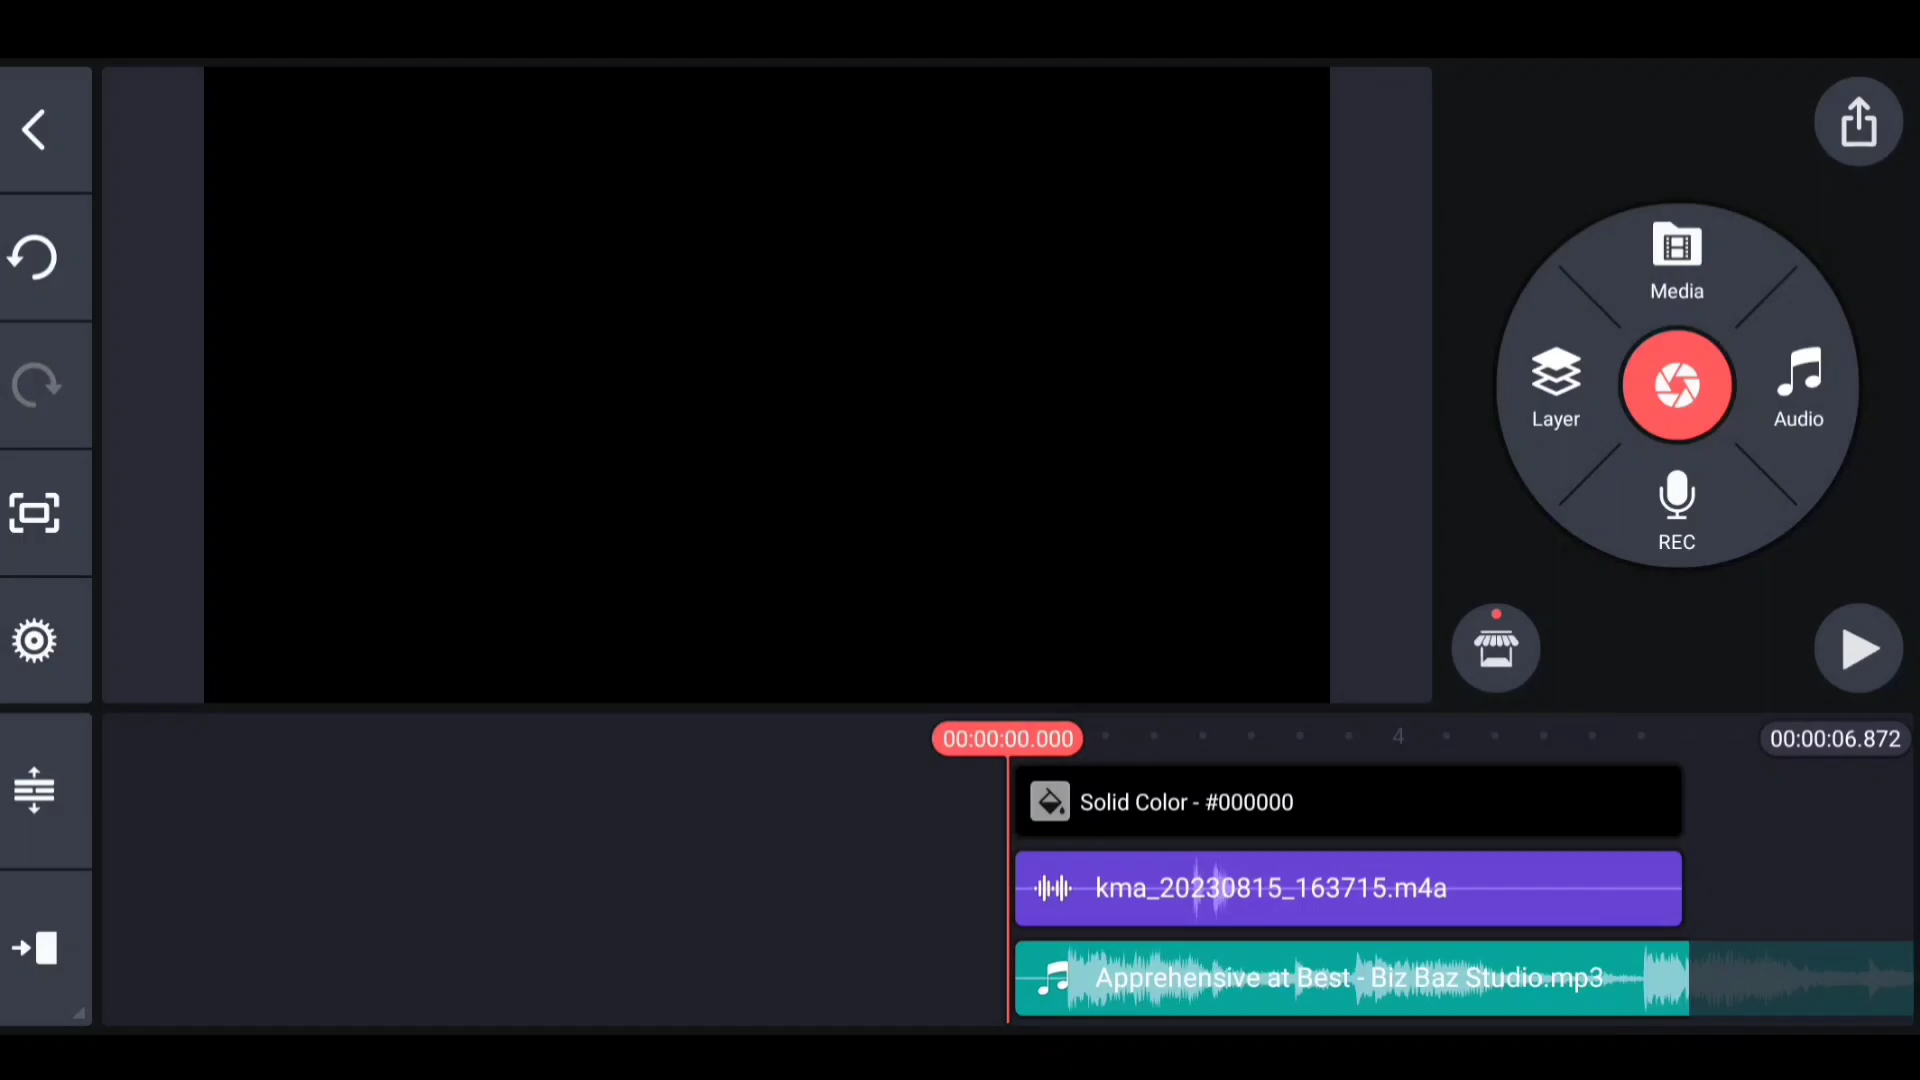 Media
Layer
Audio
REC
00:00:00.000
4
00:00:06.872
Solid Color - #000000
kma_20230815_163715.m4a
Apprehensive at Best - Biz Baz Studio.mp3